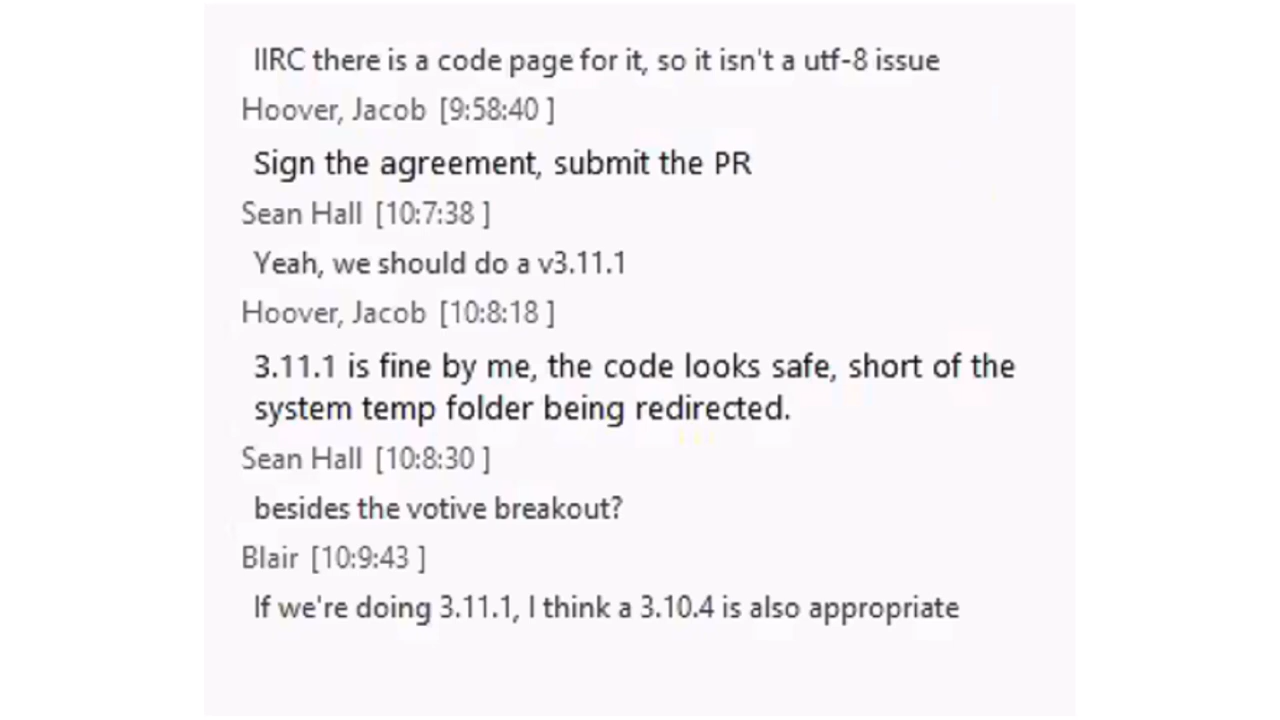 IIRC there is a code page for it, so it isn't a utf-8 issue
Hoover, Jacob [9:58:40 ]
Sign the agreement, submit the PR
Sean Hall [10:7:38 ]
Yeah, we should do a v3.11.1
Hoover, Jacob [10:8:18 ]
3.11.1 is fine by me, the code looks safe, short of the
system temp folder being redirected.
Sean Hall [10:8:30 ]
besides the votive breakout?
Blair [10:9:43 ]
If we're doing 3.11.1, I think a 3.10.4 is also appropriate